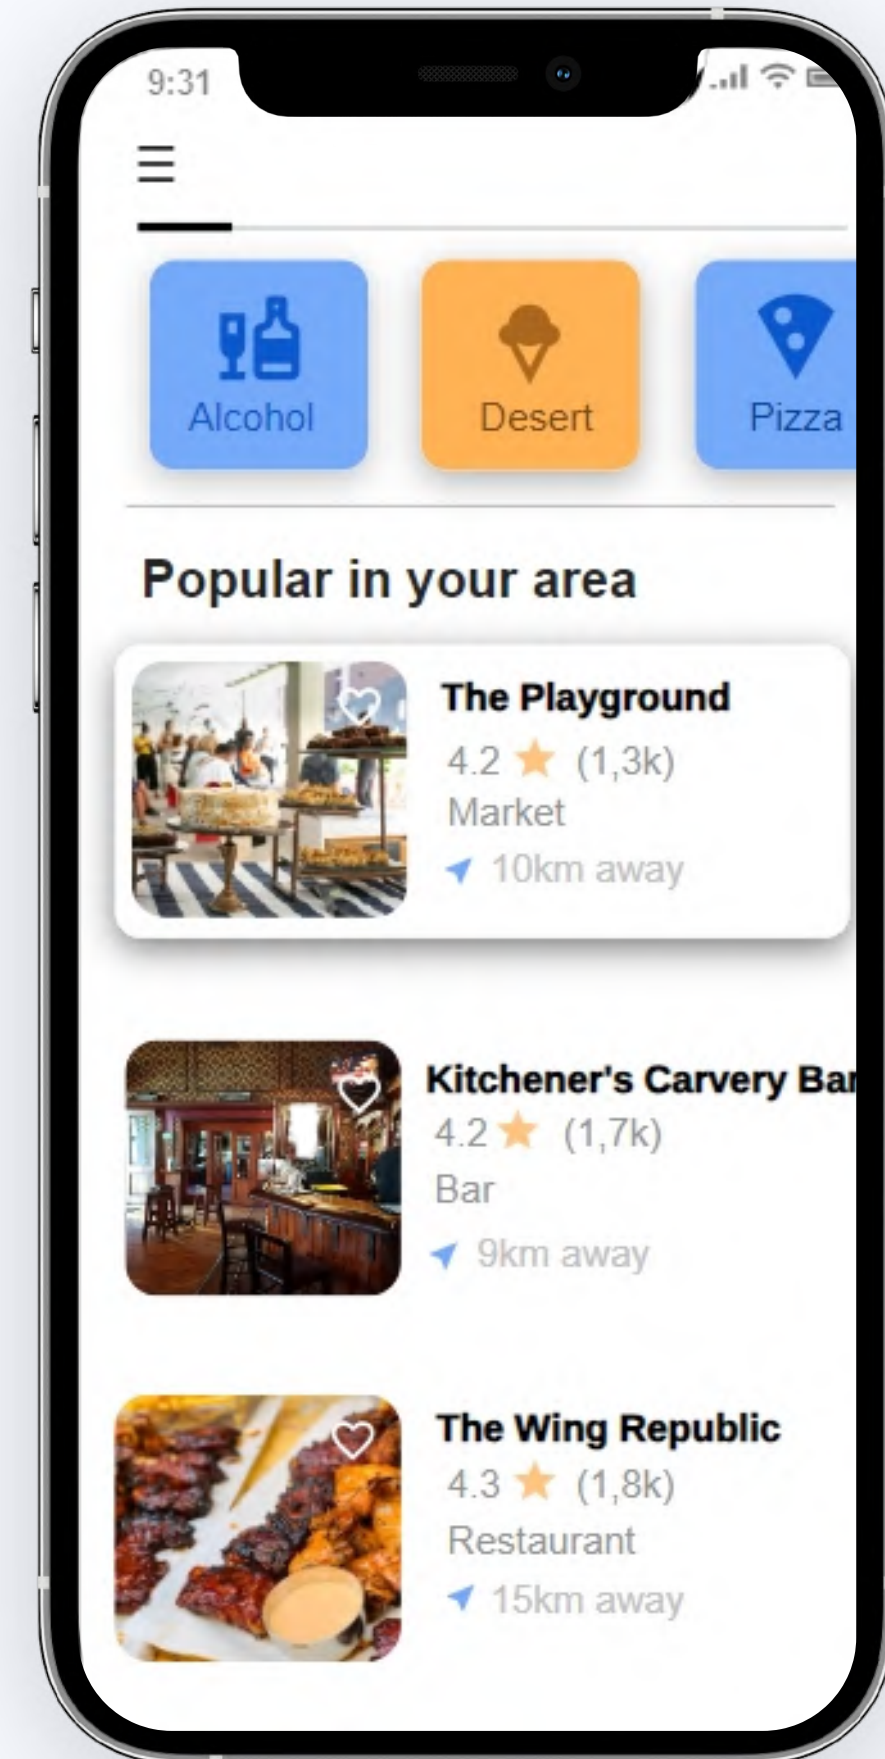 9:31
Alcohol
Desert
Pizza
Popular in your area
The Playground
4.2 (1,3k)
Market
10km away
Kitchener's Carvery Bar
4.2 (1,7k)
Bar
9km away
The Wing Republic
4.3 (1,8k)
Restaurant
15km away